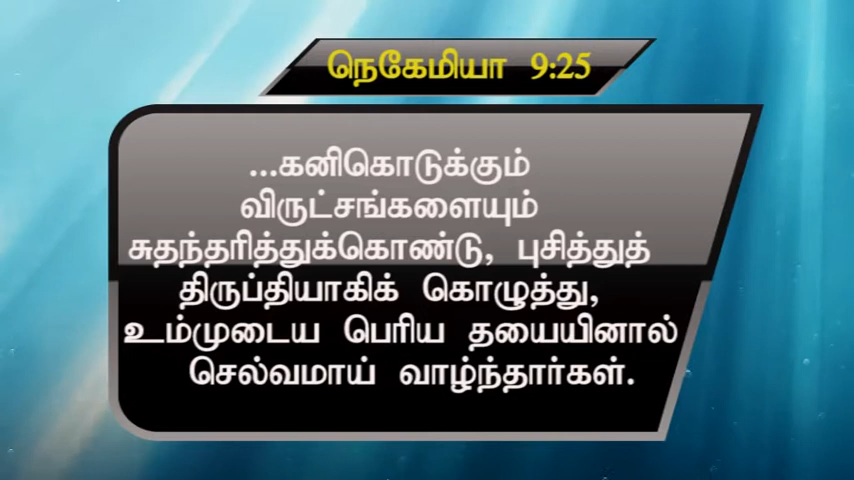 நெகேமியா 9:25
...கனிகொடுக்கும்
விருட்சங்களையும்
சுதந்தரித்துக்கொண்டு, புசித்துத்
திருப்தியாகிக் கொழுத்து,
உம்முடைய பெரிய தயையினால்
செல்வமாய் வாழ்ந்தார்கள்.